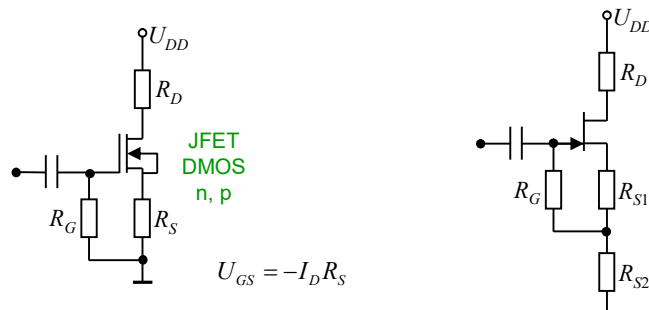 U_DD
R_D
JFET
DMOS
n, p
R_G
R_S
U_GS = -I_D R_S
U_DD
R_D
R_G
R_S1
R_S2